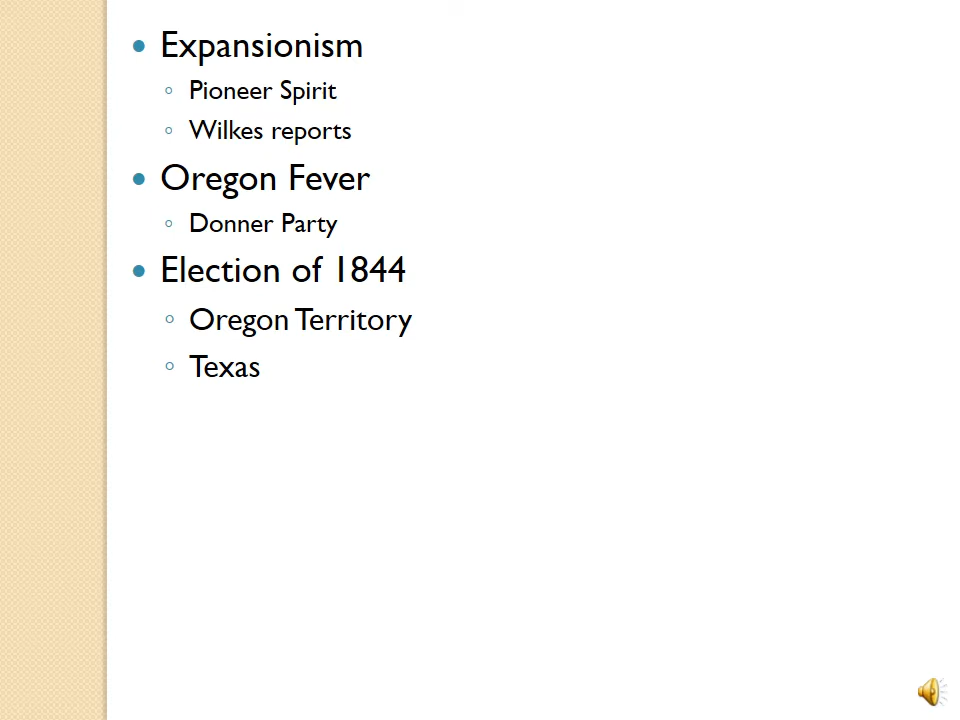 Expansionism
Pioneer Spirit
Wilkes reports
Oregon Fever
Donner Party
Election of 1844
Oregon Territory
Texas